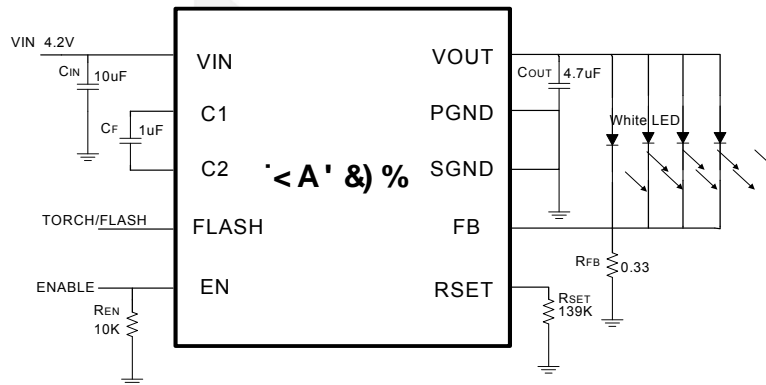 VIN 4.2V
CIN 10uF
VIN
VOUT
COUT 4.7uF
C1
PGND
White LED
CF 1uF
C2
˙<A' &) %
SGND
TORCH/FLASH
FLASH
FB
RFB 0.33
ENABLE
EN
RSET
RSET
139K
REN
10K